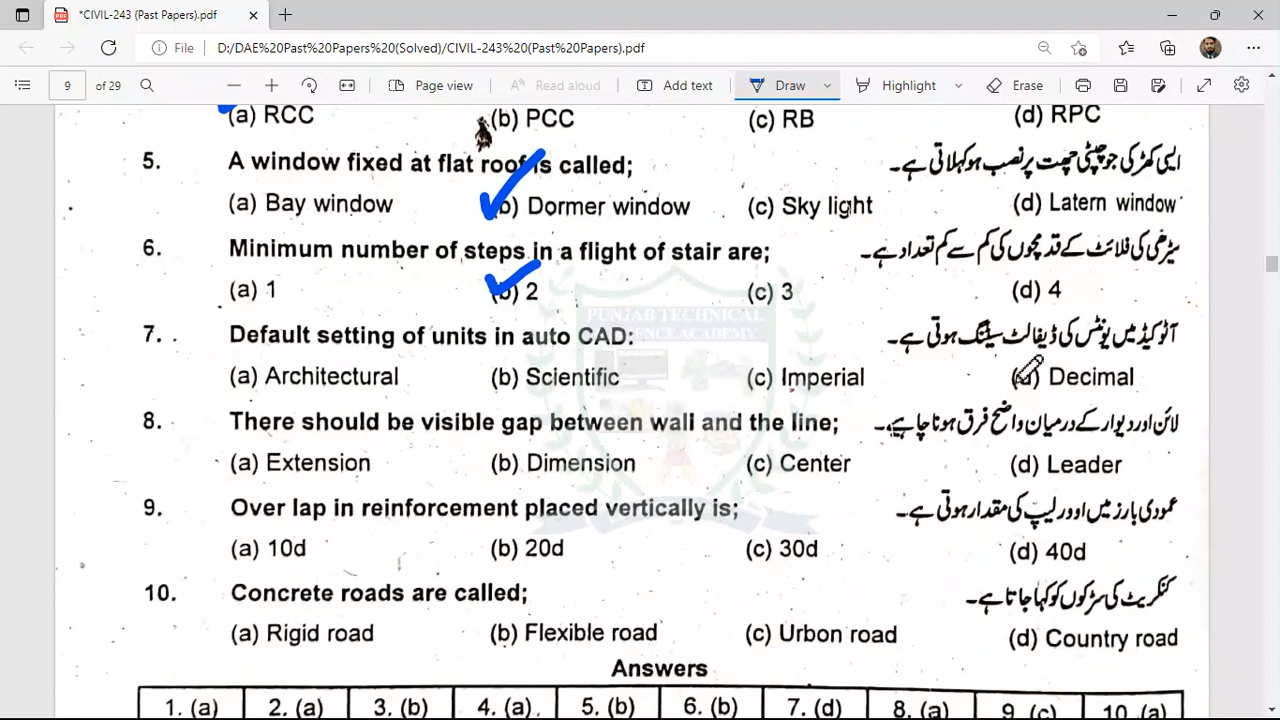 *CIVIL-243 (Past Papers).pdf
File D:/DAE%20Past%20Papers%20(Solved)/CIVIL-243%20(Past%20Papers).pdf
9 of 29 Page view Read aloud Add text Draw Highlight Erase
(a) RCC (b) PCC (c) RB (d) RPC
5. A window fixed at flat roof is called; ایسی کھڑکی جو چپٹی چھت پر نصب ہو کہلاتی ہے۔
(a) Bay window (b) Dormer window (c) Sky light (d) Latern window
6. Minimum number of steps in a flight of stair are; سیڑھی کی فلائٹ کے قدمچوں کی کم سے کم تعداد ہے۔
(a) 1 (b) 2 (c) 3 (d) 4
PUNJAB TECHNICAL
7. Default setting of units in auto CAD: آٹو کیڈ میں یونٹس کی ڈیفالٹ سیٹنگ ہوتی ہے۔
SCIENCE ACADEMY
(a) Architectural (b) Scientific (c) Imperial (d) Decimal
8. There should be visible gap between wall and the line; لائن اور دیوار کے درمیان واضح فرق ہونا چاہیے۔
(a) Extension (b) Dimension (c) Center (d) Leader
9. Over lap in reinforcement placed vertically is; عمودی بارز میں اوور لیپ کی مقدار ہوتی ہے۔
(a) 10d (b) 20d (c) 30d (d) 40d
10. Concrete roads are called; کنکریٹ کی سڑکوں کو کہا جاتا ہے۔
(a) Rigid road (b) Flexible road (c) Urbon road (d) Country road
Answers
1. (a) 2. (a) 3. (b) 4. (a) 5. (b) 6. (b) 7. (d) 8. (a) 9. (c) 10. (a)